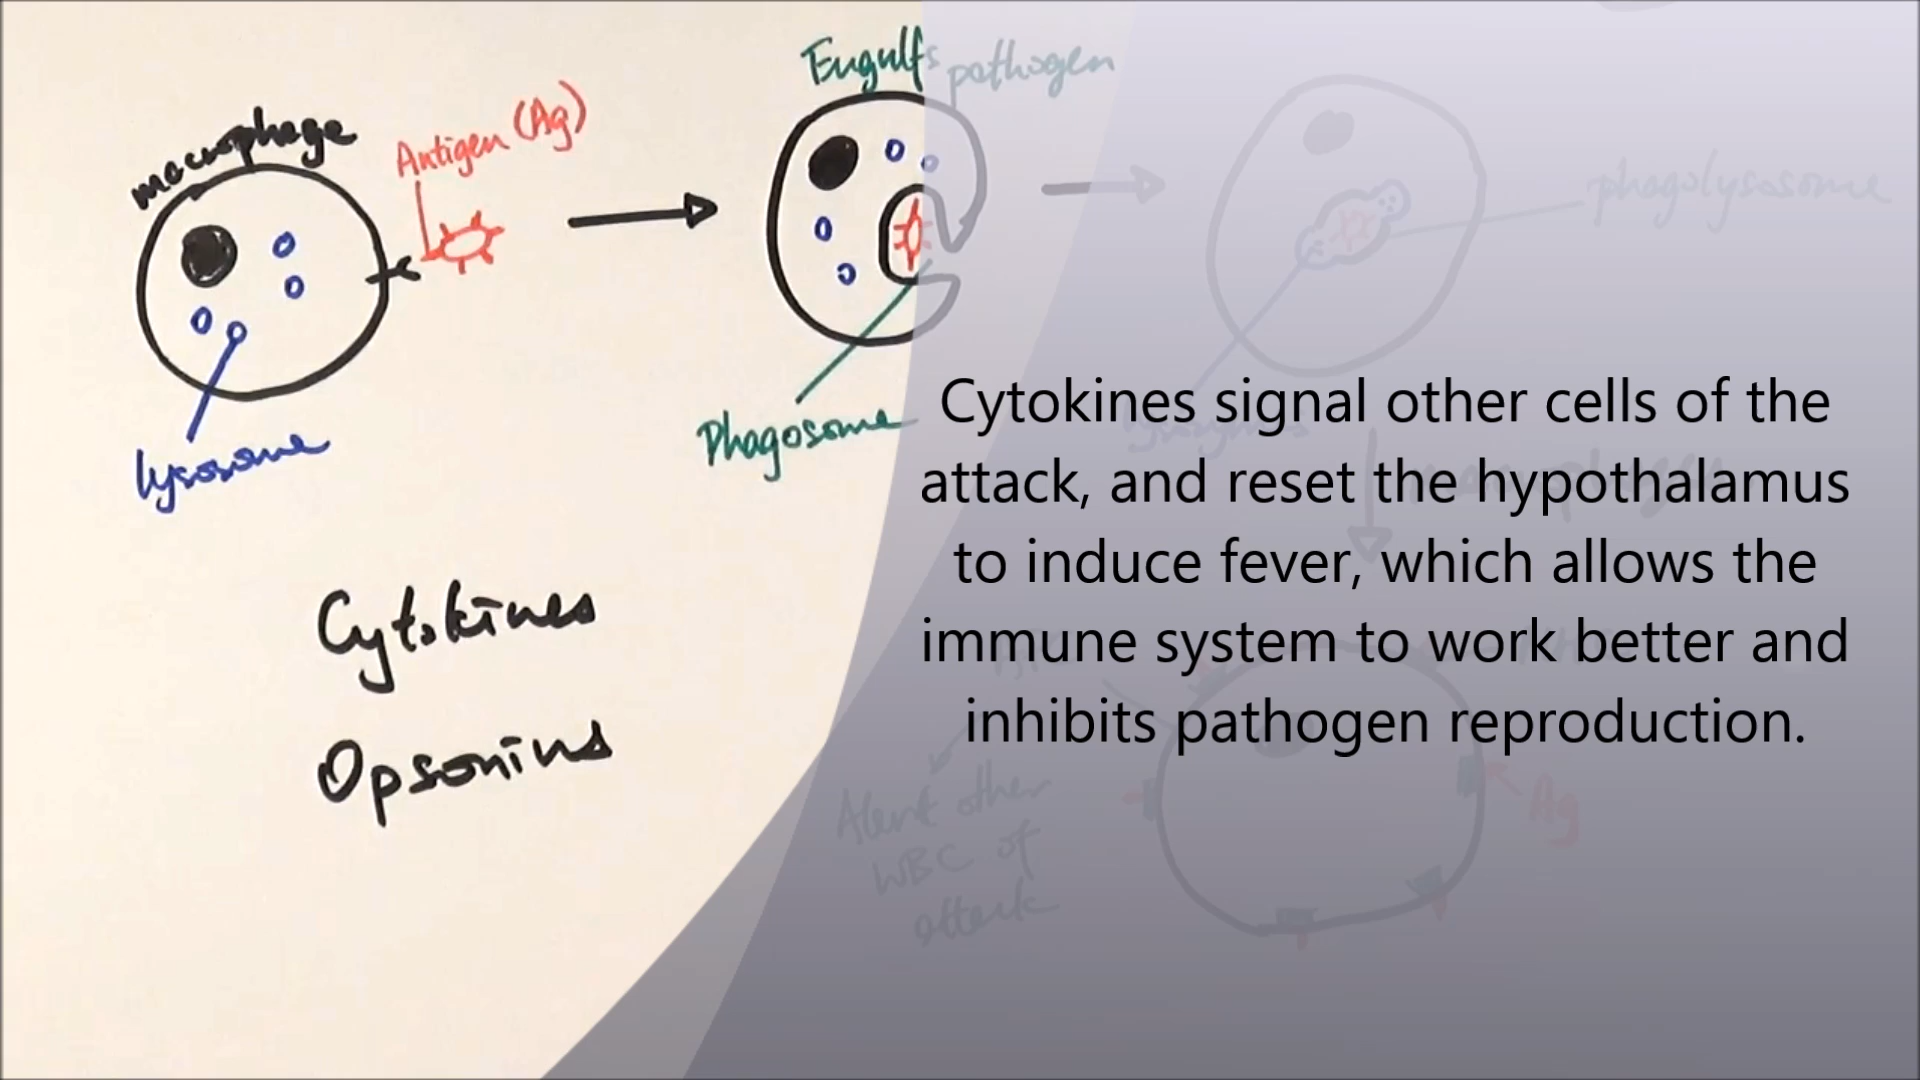 macrophage
Antigen (Ag)
Engulfs pathogen
phagolysosome
lysosome
Phagosome
Cytokines signal other cells of the
attack, and reset the hypothalamus
to induce fever, which allows the
immune system to work better and
inhibits pathogen reproduction.
Cytokines
Opsonins
Alert other
WBC of
attack
Ag